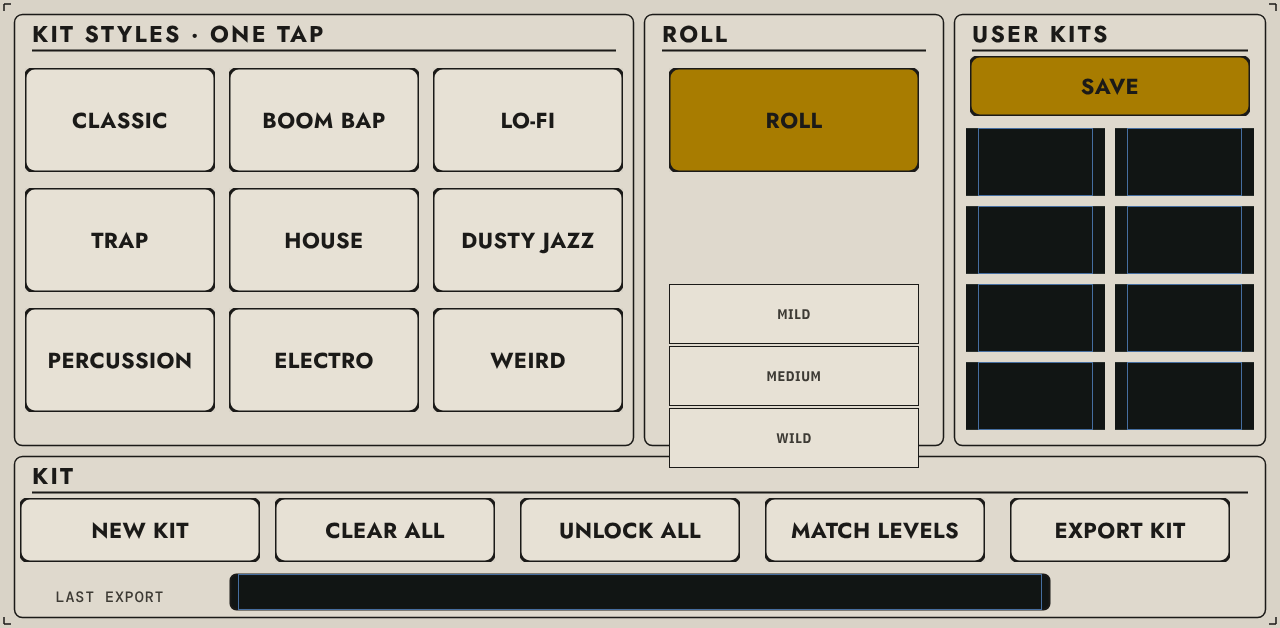 KIT STYLES · ONE TAP
CLASSIC
BOOM BAP
LO-FI
TRAP
HOUSE
DUSTY JAZZ
PERCUSSION
ELECTRO
WEIRD
ROLL
ROLL
MILD
MEDIUM
WILD
USER KITS
SAVE
KIT
NEW KIT
CLEAR ALL
UNLOCK ALL
MATCH LEVELS
EXPORT KIT
LAST EXPORT